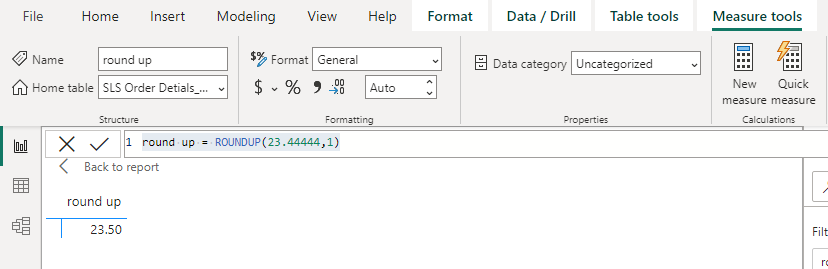 File Home Insert Modeling View Help Format Data / Drill Table tools Measure tools
Name round up
Home table SLS Order Detials_...
Structure
$% Format General
$ % , .00 →.0
Auto
Formatting
Data category Uncategorized
Properties
New measure
Quick measure
Calculations
1 round up = ROUNDUP(23.44444,1)
Back to report
round up
23.50
Filt
ro